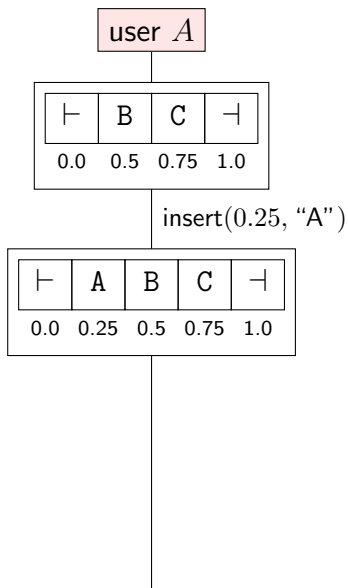 user A
⊢ B C ⊣
0.0 0.5 0.75 1.0
insert(0.25, “A”)
⊢ A B C ⊣
0.0 0.25 0.5 0.75 1.0